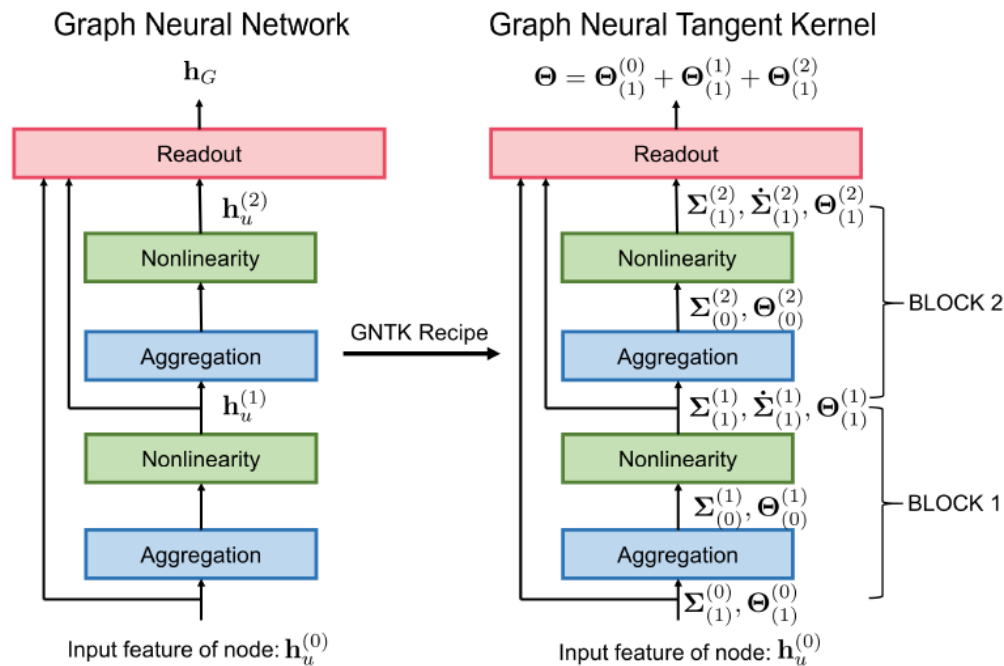 Graph Neural Network
h_G
Readout
h_u^{(2)}
Nonlinearity
Aggregation
h_u^{(1)}
Nonlinearity
Aggregation
Input feature of node: h_u^{(0)}
GNTK Recipe
Graph Neural Tangent Kernel
Θ = Θ_{(1)}^{(0)} + Θ_{(1)}^{(1)} + Θ_{(1)}^{(2)}
Readout
Σ_{(1)}^{(2)}, Σ̇_{(1)}^{(2)}, Θ_{(1)}^{(2)}
Nonlinearity
Σ_{(0)}^{(2)}, Θ_{(0)}^{(2)}
BLOCK 2
Aggregation
Σ_{(1)}^{(1)}, Σ̇_{(1)}^{(1)}, Θ_{(1)}^{(1)}
Nonlinearity
Σ_{(0)}^{(1)}, Θ_{(0)}^{(1)}
BLOCK 1
Aggregation
Σ_{(1)}^{(0)}, Θ_{(1)}^{(0)}
Input feature of node: h_u^{(0)}